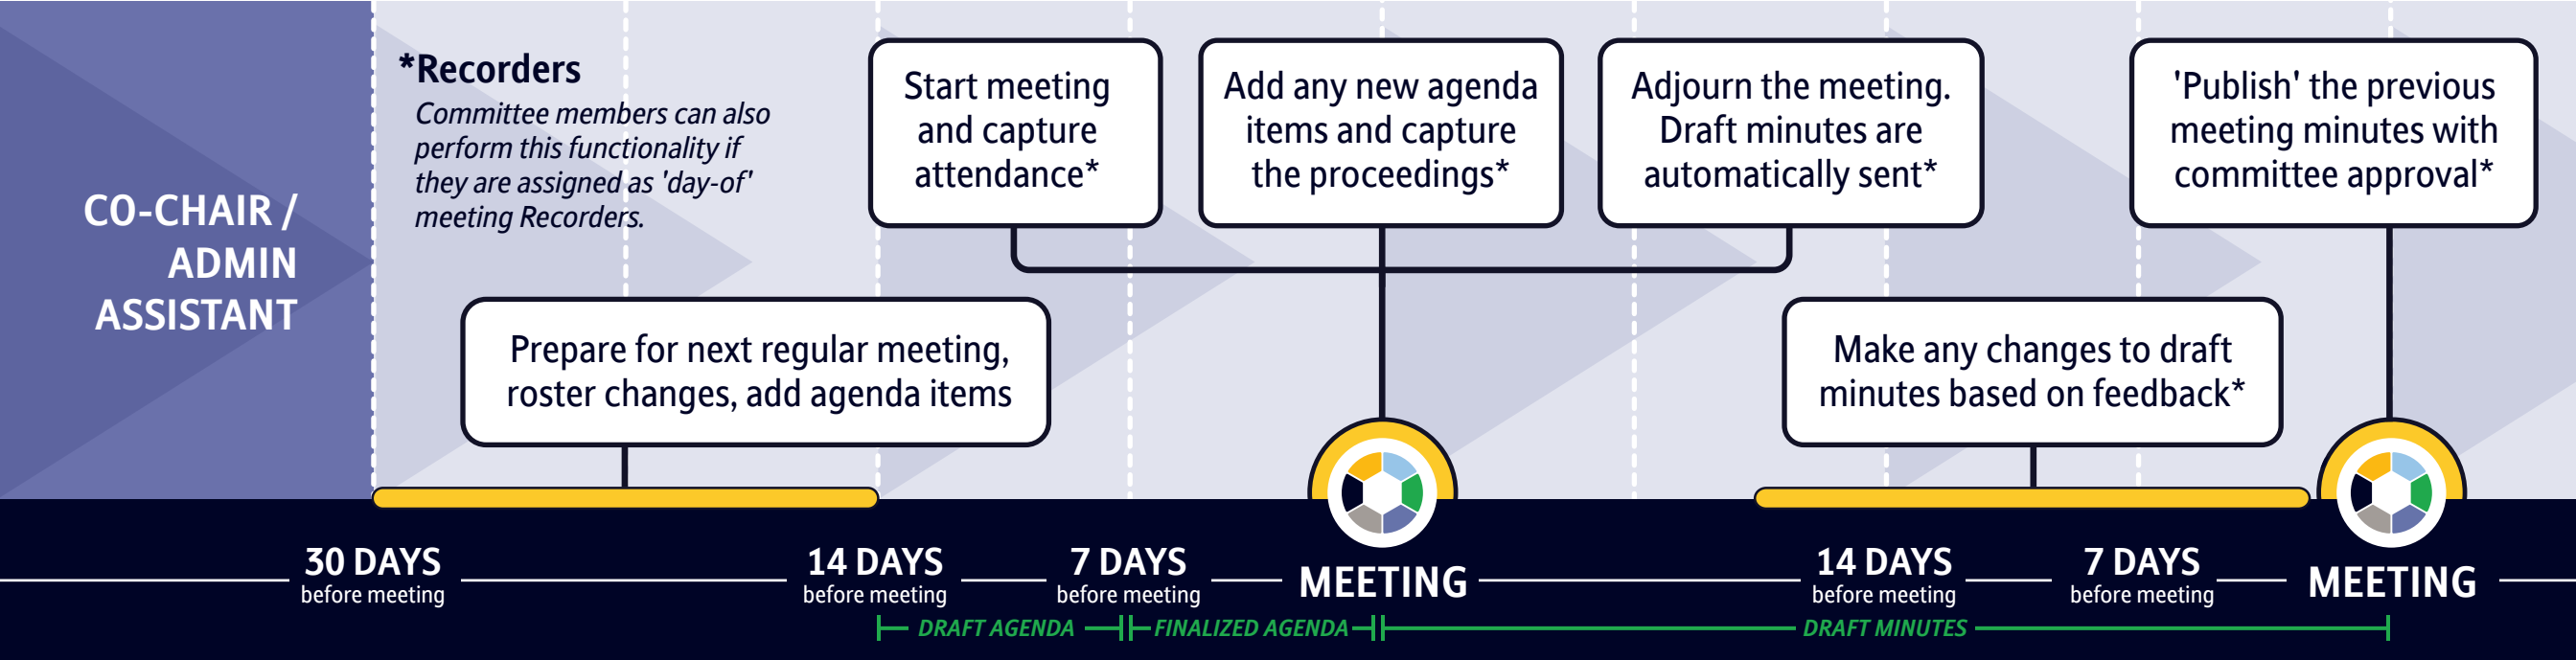 CO-CHAIR /
ADMIN
ASSISTANT
*Recorders
Committee members can also
perform this functionality if
they are assigned as 'day-of'
meeting Recorders.
Start meeting
and capture
attendance*
Add any new agenda
items and capture
the proceedings*
Adjourn the meeting.
Draft minutes are
automatically sent*
'Publish' the previous
meeting minutes with
committee approval*
Prepare for next regular meeting,
roster changes, add agenda items
Make any changes to draft
minutes based on feedback*
30 DAYS
before meeting
14 DAYS
before meeting
7 DAYS
before meeting
MEETING
14 DAYS
before meeting
7 DAYS
before meeting
MEETING
DRAFT AGENDA
FINALIZED AGENDA
DRAFT MINUTES